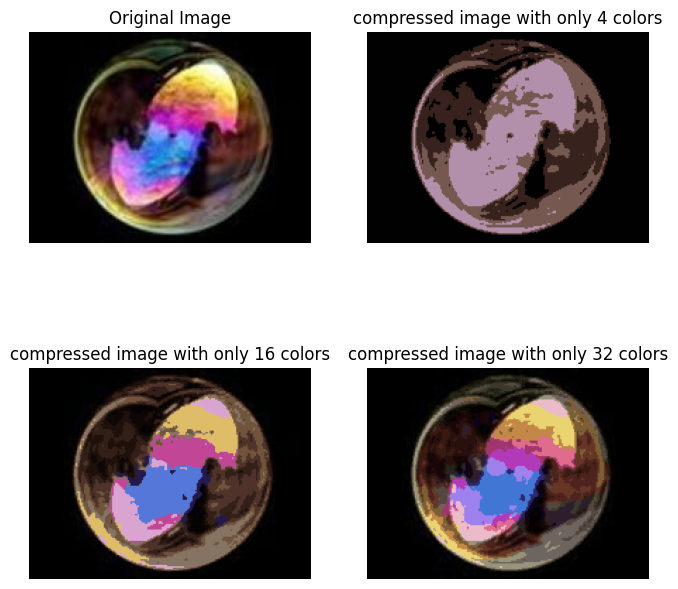 Original Image
compressed image with only 4 colors
compressed image with only 16 colors
compressed image with only 32 colors